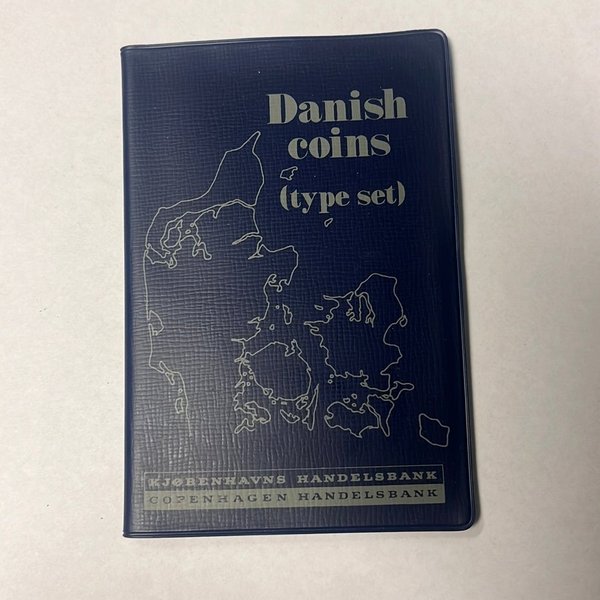 Danish
coins
(type set)
KJØBENHAVNS HANDELSBANK
COPENHAGEN HANDELSBANK